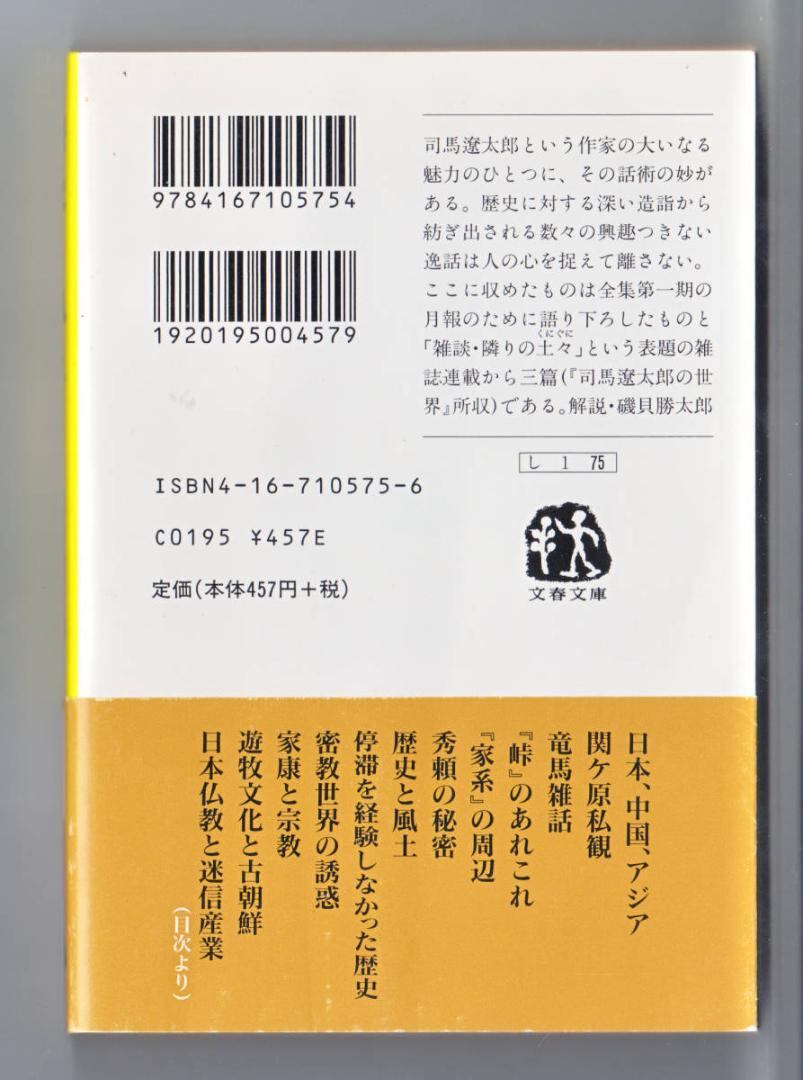 9784167105754
1920195004579
司馬遼太郎という作家の大いなる
魅力のひとつに、その話術の妙が
ある。歴史に対する深い造詣から
紡ぎ出される数々の興趣つきない
逸話は人の心を捉えて離さない。
ここに収めたものは全集第一期の
月報のために語り下ろしたものと
くにぐに
「雑談・隣りの土々」という表題の雑
誌連載から三篇(『司馬遼太郎の世
界』所収)である。解説・磯貝勝太郎
し 1 75
ISBN4-16-710575-6
C0195 ¥457E
定価(本体457円+税)
文春文庫
日本、中国、アジア
関ケ原私観
竜馬雑話
『峠』のあれこれ
『家系』の周辺
秀頼の秘密
歴史と風土
停滞を経験しなかった歴史
密教世界の誘惑
家康と宗教
遊牧文化と古朝鮮
日本仏教と迷信産業
(目次より)